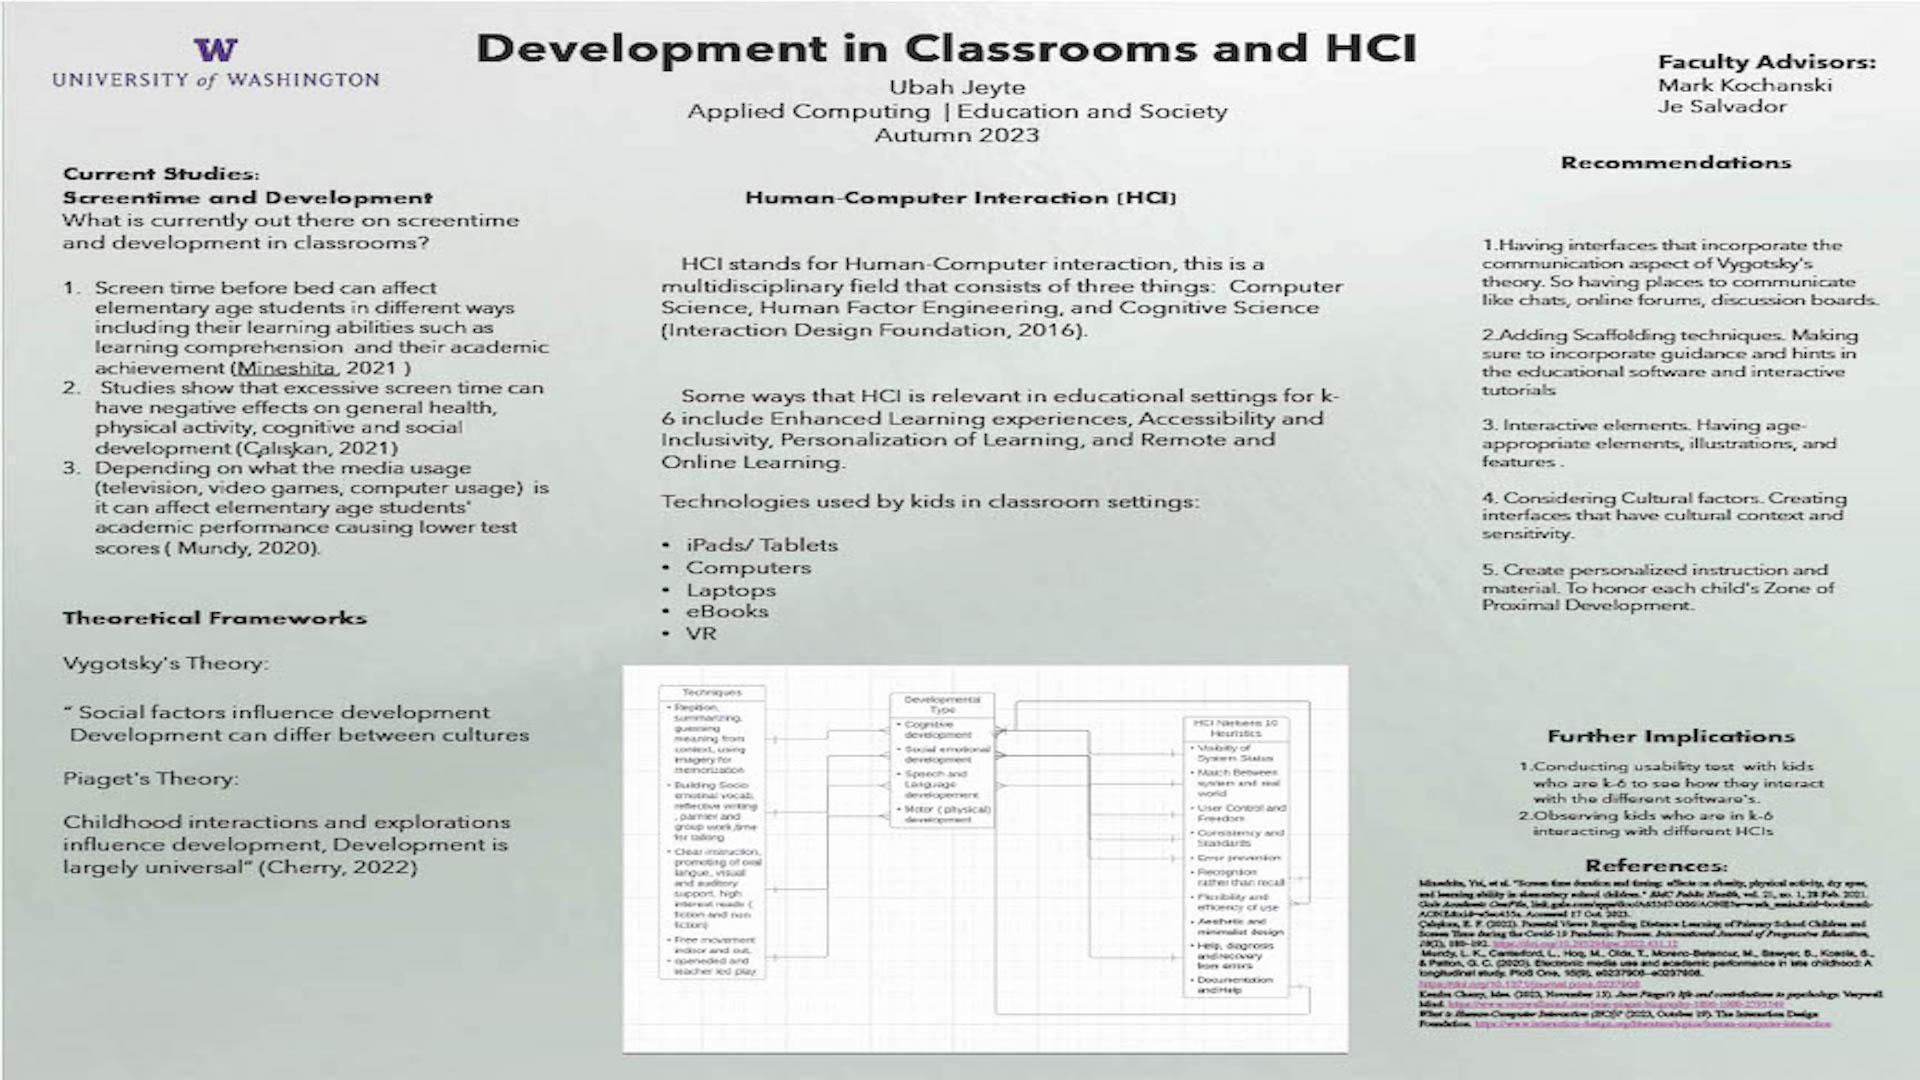 W
UNIVERSITY of WASHINGTON
Development in Classrooms and HCI
Ubah Jeyte
Applied Computing | Education and Society
Autumn 2023
Faculty Advisors:
Mark Kochanski
Je Salvador
Current Studies:
Screentime and Development
What is currently out there on screentime
and development in classrooms?
1. Screen time before bed can affect
elementary age students in different ways
including their learning abilities such as
learning comprehension and their academic
achievement (Mineshita, 2021 )
2. Studies show that excessive screen time can
have negative effects on general health,
physical activity, cognitive and social
development (Çalışkan, 2021)
3. Depending on what the media usage
(television, video games, computer usage) is
it can affect elementary age students'
academic performance causing lower test
scores ( Mundy, 2020).
Theoretical Frameworks
Vygotsky's Theory:
“ Social factors influence development
Development can differ between cultures
Piaget's Theory:
Childhood interactions and explorations
influence development, Development is
largely universal” (Cherry, 2022)
Human-Computer Interaction (HCI)
HCI stands for Human-Computer interaction, this is a
multidisciplinary field that consists of three things: Computer
Science, Human Factor Engineering, and Cognitive Science
(Interaction Design Foundation, 2016).
Some ways that HCI is relevant in educational settings for k-
6 include Enhanced Learning experiences, Accessibility and
Inclusivity, Personalization of Learning, and Remote and
Online Learning.
Technologies used by kids in classroom settings:
• iPads/ Tablets
• Computers
• Laptops
• eBooks
• VR
Techniques
summarizing,
guessing
meaning from
context, using
imagery for
memorization
• Building Socio
emotional vocab,
reflective writing
group work,time
for talking
• Clear instruction,
promoting of oral
langue, visual
and auditory
support, high
interest reads (
fiction and non
fiction)
• Free movement
indoor and out,
• openeded and
teacher led play
Developmental
Type
• Cognitive
development
• Social emotional
development
• Speech and
Language
developement
• Motor ( physical)
development
HCI Nielsens 10
Heuristics
• Visibility of
System Status
• Match Between
system and real
world
• User Control and
Freedom
• Consistency and
Standards
• Error prevention
• Recognition
rather than recall
• Flexibility and
efficiency of use
• Aesthetic and
minimalist design
• Help, diagnosis
and recovery
from errors
• Documentation
and Help
Recommendations
1.Having interfaces that incorporate the
communication aspect of Vygotsky's
theory. So having places to communicate
like chats, online forums, discussion boards.
2.Adding Scaffolding techniques. Making
sure to incorporate guidance and hints in
the educational software and interactive
tutorials
3. Interactive elements. Having age-
appropriate elements, illustrations, and
features .
4. Considering Cultural factors. Creating
interfaces that have cultural context and
sensitivity.
5. Create personalized instruction and
material. To honor each child's Zone of
Proximal Development.
Further Implications
1.Conducting usability test with kids
who are k-6 to see how they interact
with the different software's.
2.Observing kids who are in k-6
interacting with different HCIs
References: